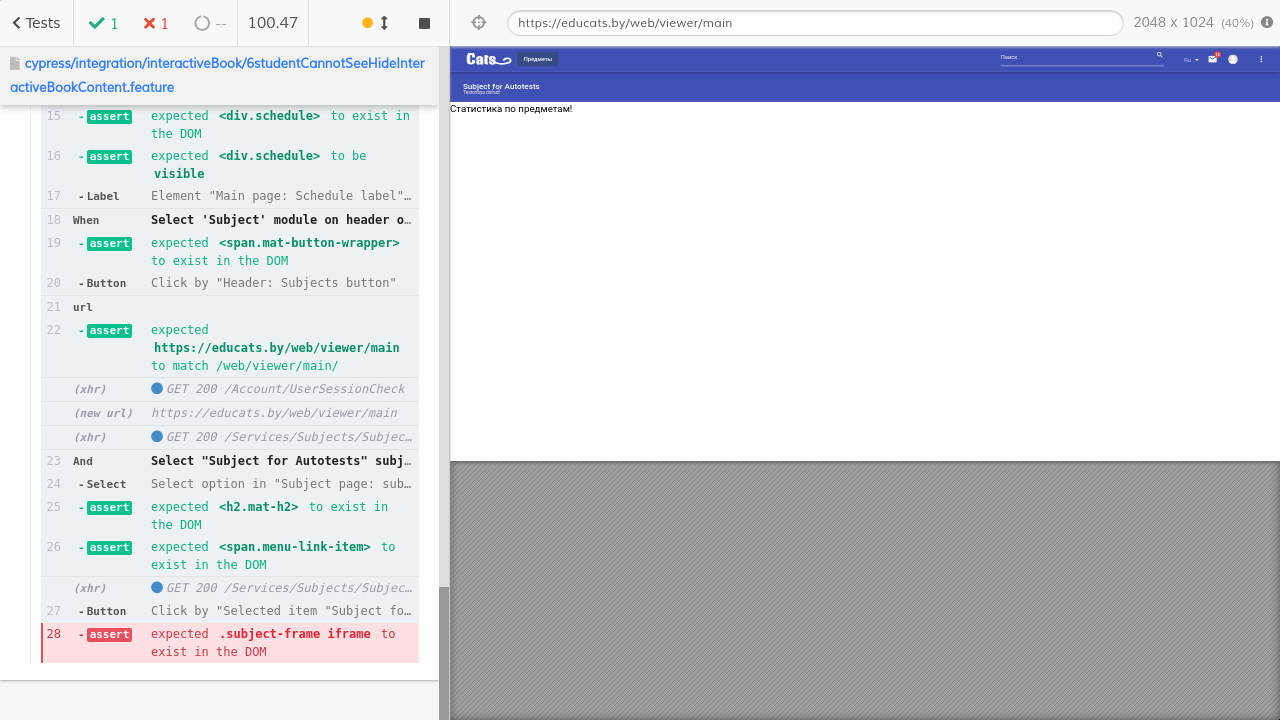 Tests
1
1
--
100.47
https://educats.by/web/viewer/main
2048 x 1024 (40%)
cypress/integration/interactiveBook/6studentCannotSeeHideInter
activeBookContent.feature
15 - assert expected <div.schedule> to exist in
the DOM
16 - assert expected <div.schedule> to be
visible
17 - Label Element "Main page: Schedule label"…
18 When Select 'Subject' module on header o…
19 - assert expected <span.mat-button-wrapper>
to exist in the DOM
20 - Button Click by "Header: Subjects button"
21 url
22 - assert expected
https://educats.by/web/viewer/main
to match /web/viewer/main/
(xhr) GET 200 /Account/UserSessionCheck
(new url) https://educats.by/web/viewer/main
(xhr) GET 200 /Services/Subjects/Subjec…
23 And Select "Subject for Autotests" subj…
24 - Select Select option in "Subject page: sub…
25 - assert expected <h2.mat-h2> to exist in
the DOM
26 - assert expected <span.menu-link-item> to
exist in the DOM
(xhr) GET 200 /Services/Subjects/Subjec…
27 - Button Click by "Selected item "Subject fo…
28 - assert expected .subject-frame iframe to
exist in the DOM
Cats
Предметы
Поиск
Ru
Subject for Autotests
Статистика по предметам!